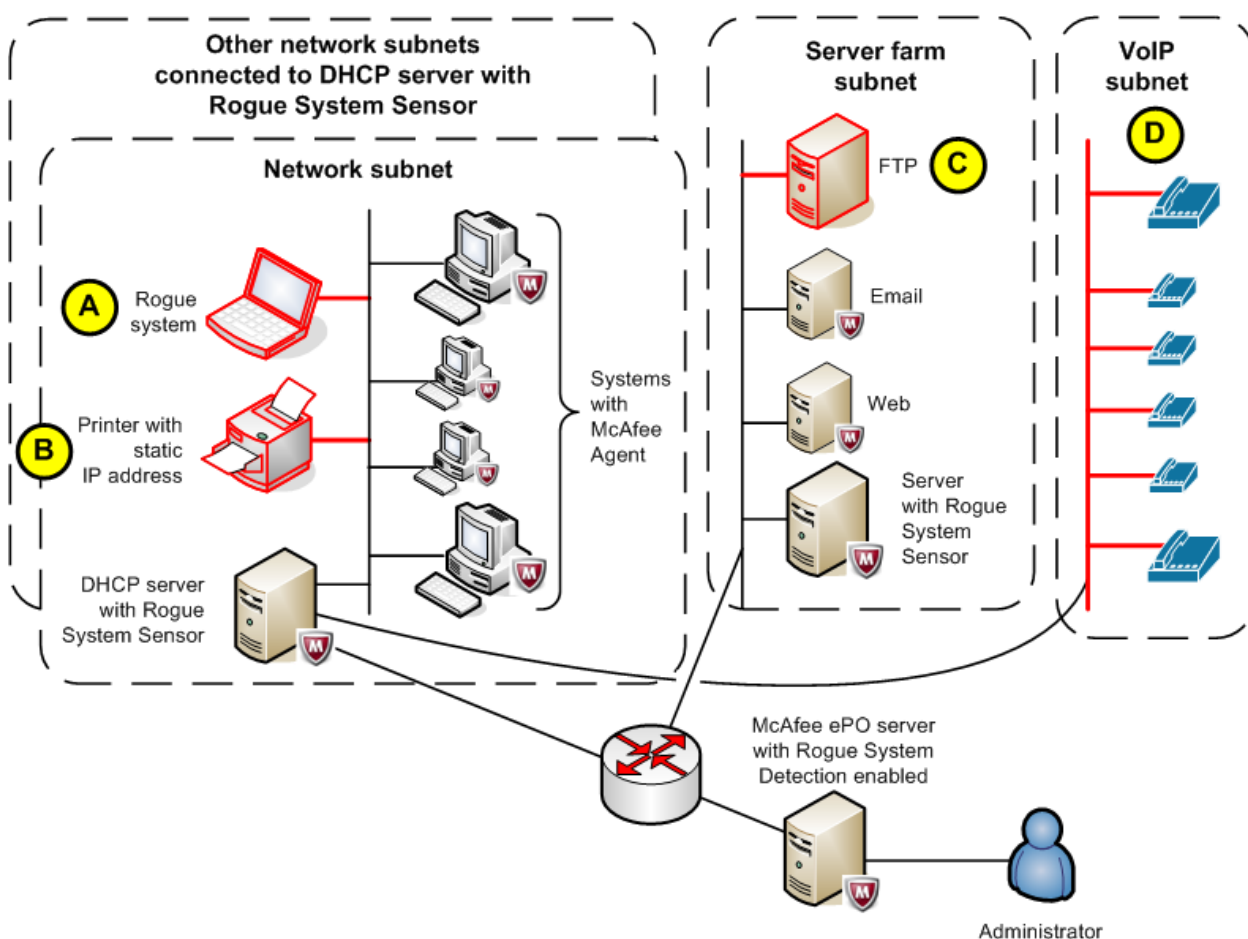 Other network subnets
connected to DHCP server with
Rogue System Sensor
Network subnet
A
Rogue
system
B
Printer with
static
IP address
DHCP server
with Rogue
System Sensor
M
M
M
M
M
Systems
with
McAfee
Agent
Server farm
subnet
FTP
C
Email
M
Web
M
Server
with Rogue
System
Sensor
M
VoIP
subnet
D
McAfee ePO server
with Rogue System
Detection enabled
M
Administrator